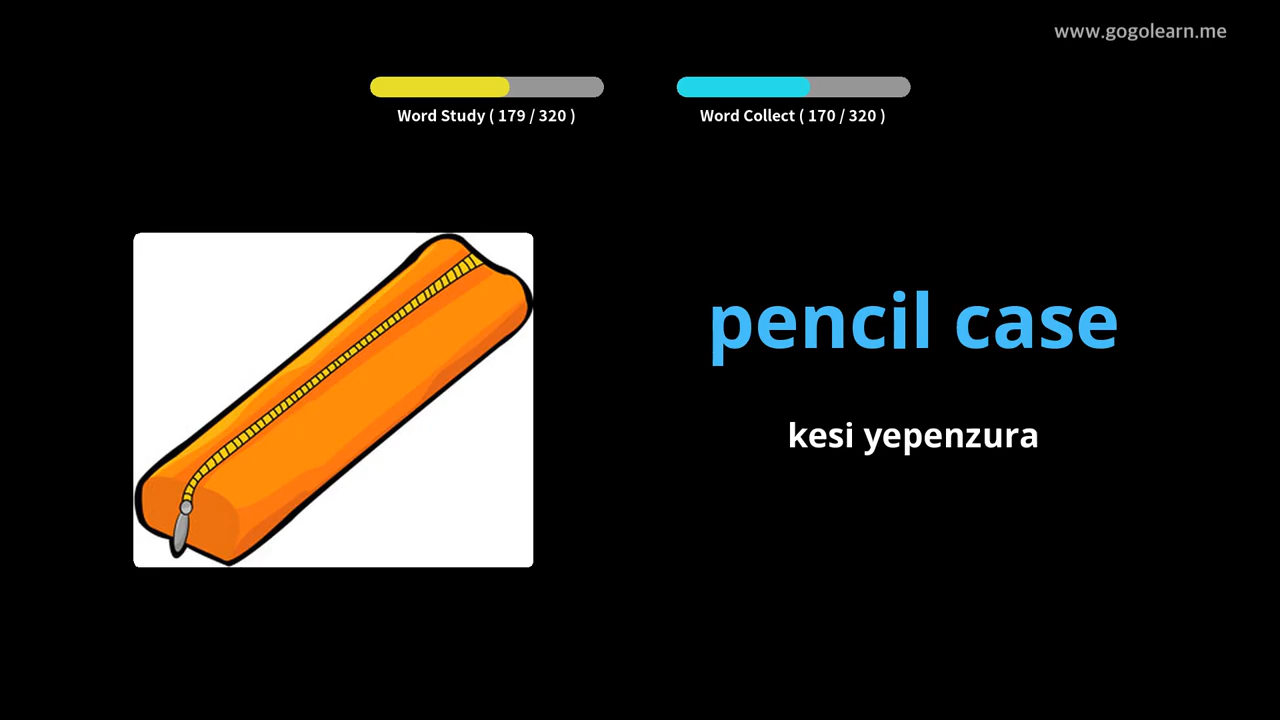 www.gogolearn.me
Word Study ( 179 / 320 )
Word Collect ( 170 / 320 )
pencil case
kesi yepenzura